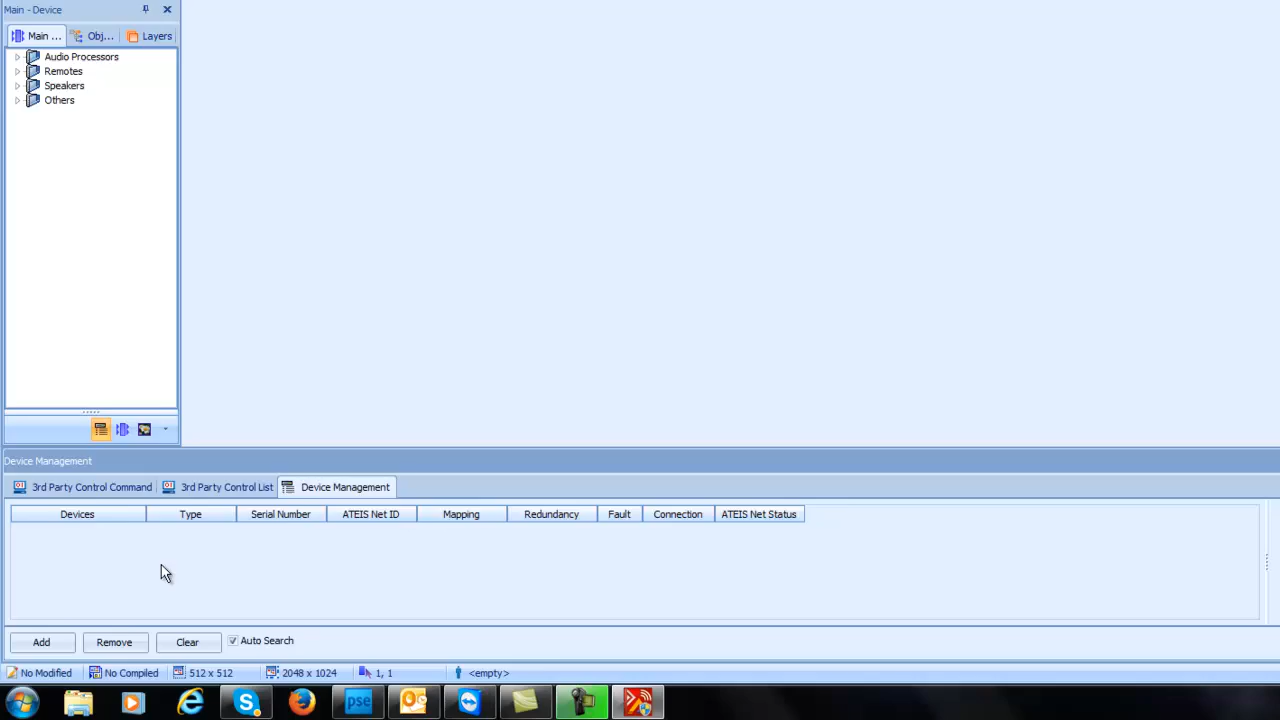 Main - Device
Main ... Obj... Layers
Audio Processors
Remotes
Speakers
Others
Device Management
3rd Party Control Command 3rd Party Control List Device Management
Devices Type Serial Number ATEIS Net ID Mapping Redundancy Fault Connection ATEIS Net Status
Add Remove Clear Auto Search
No Modified No Compiled 512 x 512 2048 x 1024 1, 1 <empty>
pse